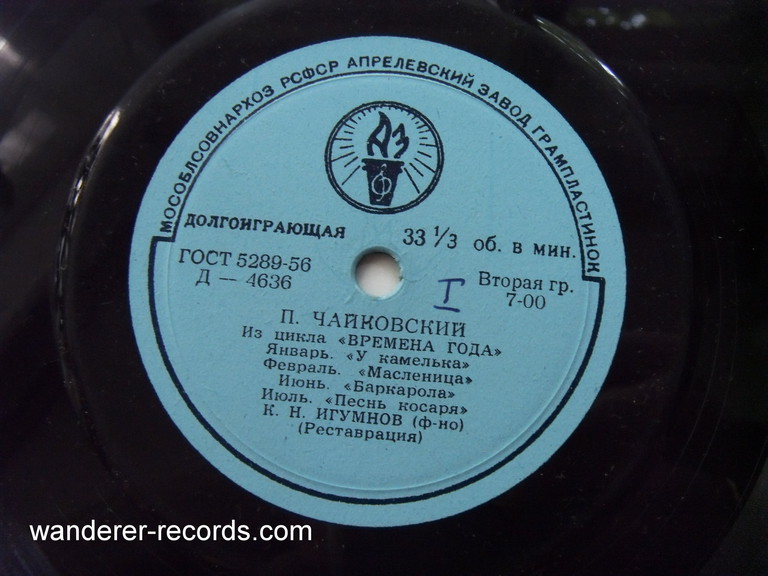 МОСОБЛСОВНАРХОЗ РСФСР АПРЕЛЕВСКИЙ ЗАВОД ГРАМПЛАСТИНОК
АЗ
ДОЛГОИГРАЮЩАЯ
33 1/3 об. в мин.
ГОСТ 5289-56
Д — 4636
I
Вторая гр.
7-00
П. ЧАЙКОВСКИЙ
Из цикла «ВРЕМЕНА ГОДА»
Январь. «У камелька»
Февраль. «Масленица»
Июнь. «Баркарола»
Июль. «Песнь косаря»
К. Н. ИГУМНОВ (ф-но)
(Реставрация)
wanderer-records.com